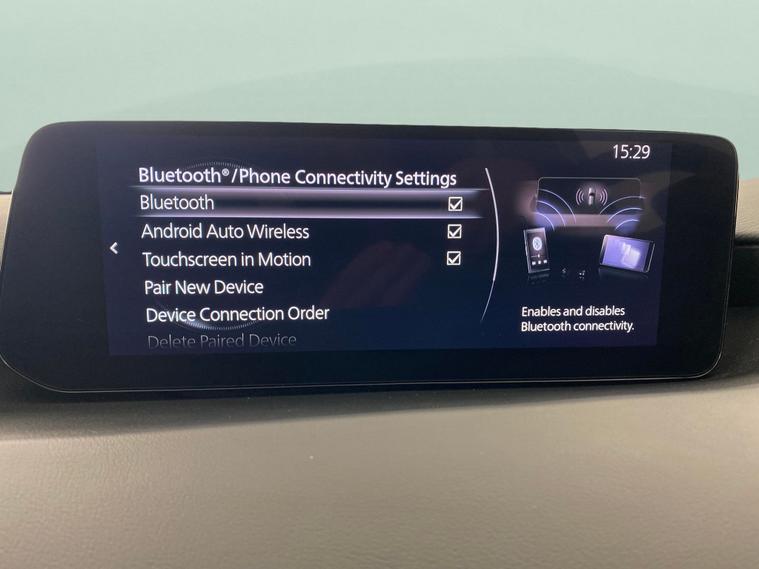 15:29
Bluetooth®/Phone Connectivity Settings
Bluetooth
Android Auto Wireless
Touchscreen in Motion
Pair New Device
Device Connection Order
Delete Paired Device
Enables and disables
Bluetooth connectivity.